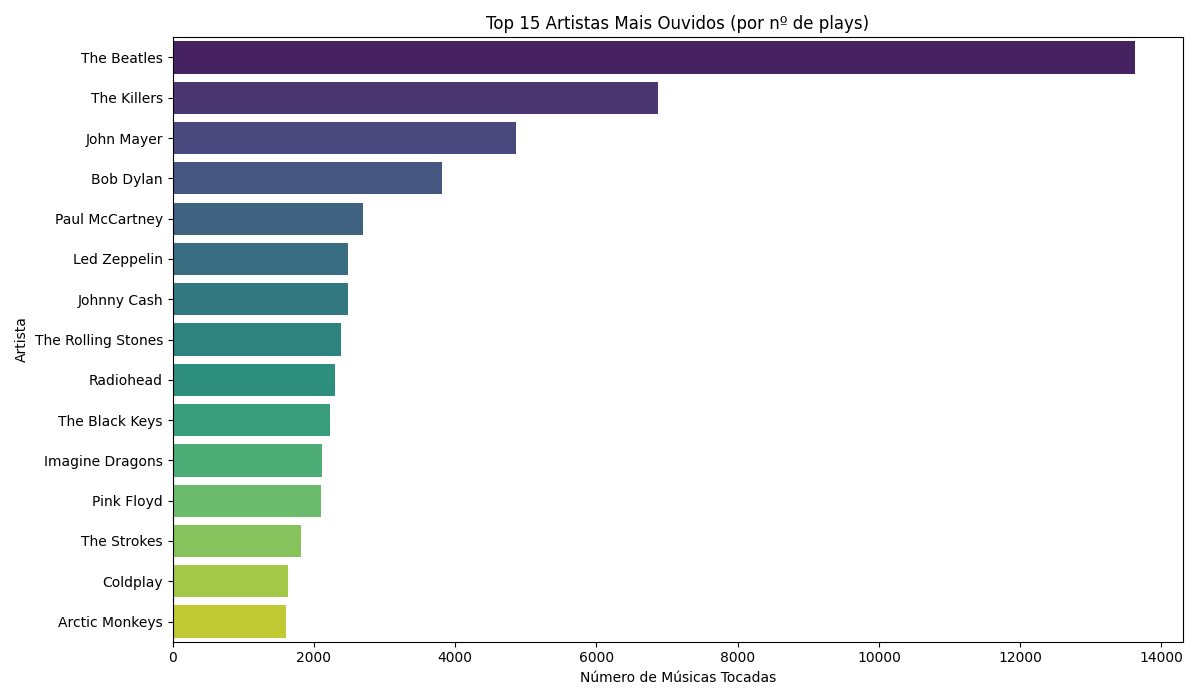 Top 15 Artistas Mais Ouvidos (por nº de plays)
Artista
The Beatles
The Killers
John Mayer
Bob Dylan
Paul McCartney
Led Zeppelin
Johnny Cash
The Rolling Stones
Radiohead
The Black Keys
Imagine Dragons
Pink Floyd
The Strokes
Coldplay
Arctic Monkeys
0 2000 4000 6000 8000 10000 12000 14000
Número de Músicas Tocadas